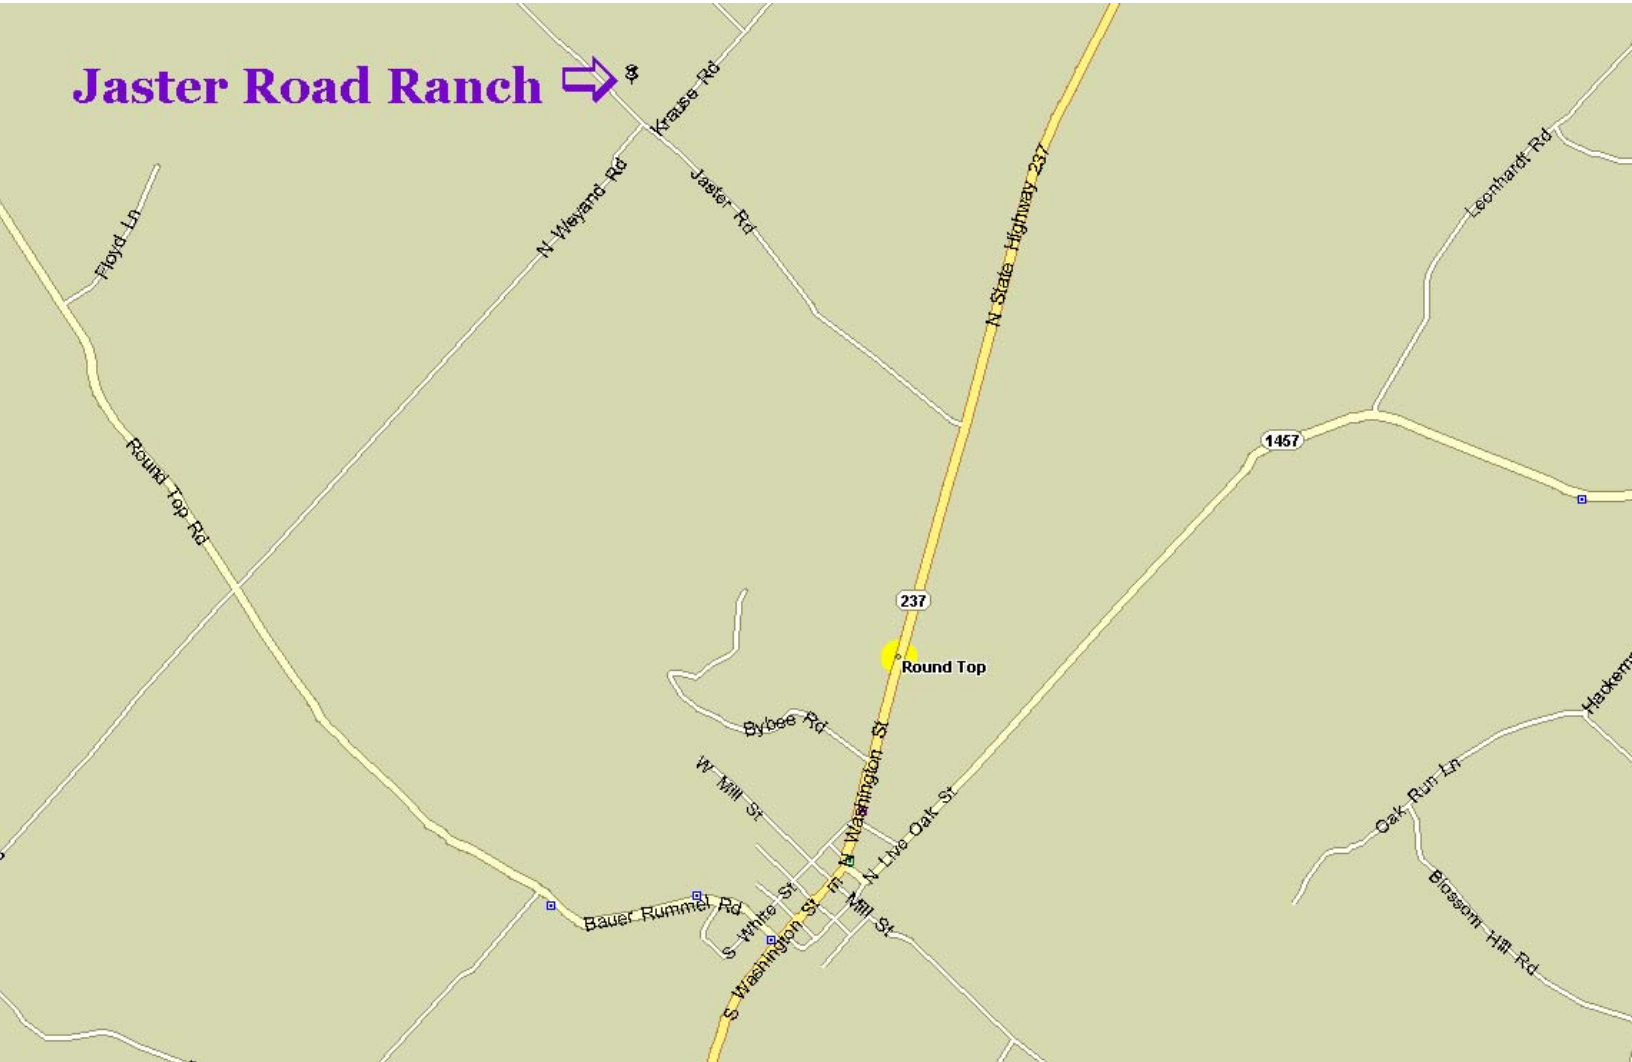 Jaster Road Ranch
Krause Rd
N Weyand Rd
Jaster Rd
Floyd Ln
N State Highway 237
Leonhardt Rd
1457
Round Top Rd
237
Round Top
Bybee Rd
N Washington St
W Mill St
N Live Oak St
Oak Run Ln
Blossom Hill Rd
Bauer Rummel Rd
S White St
Mill St
E
S Washington St